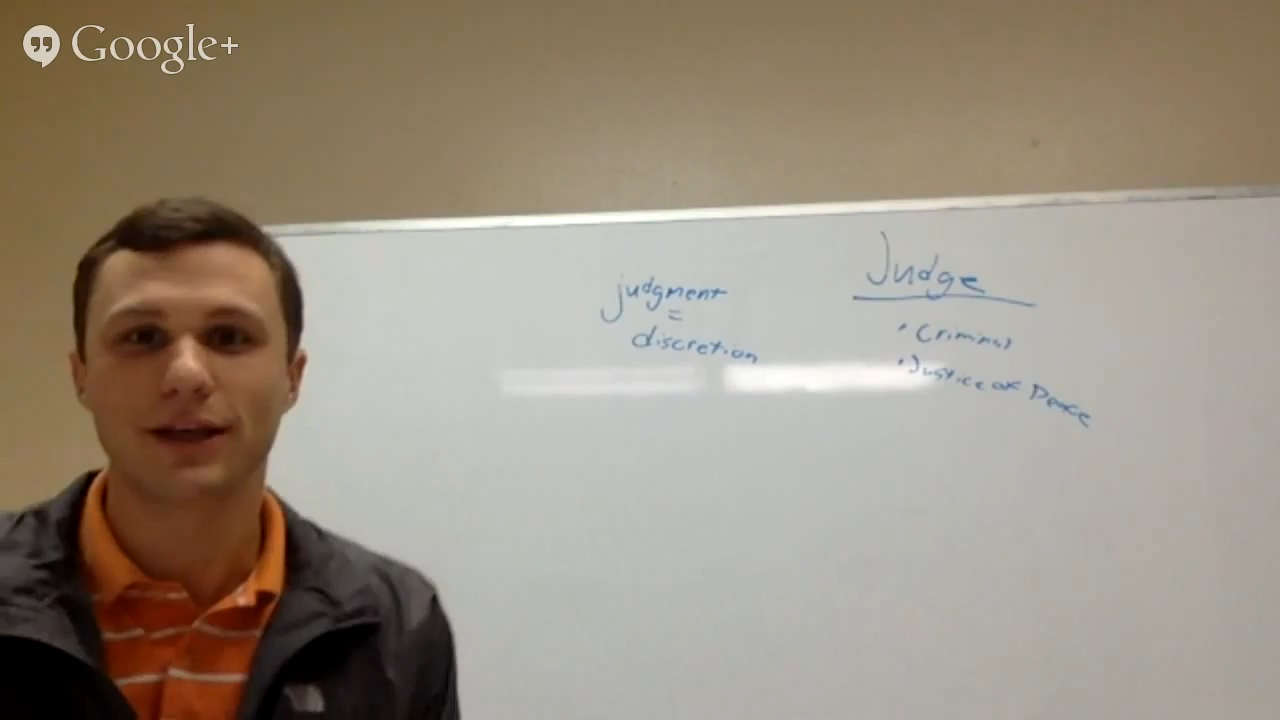 Google+
judgment
=
discretion
Judge
• Criminal
• Justice of Peace